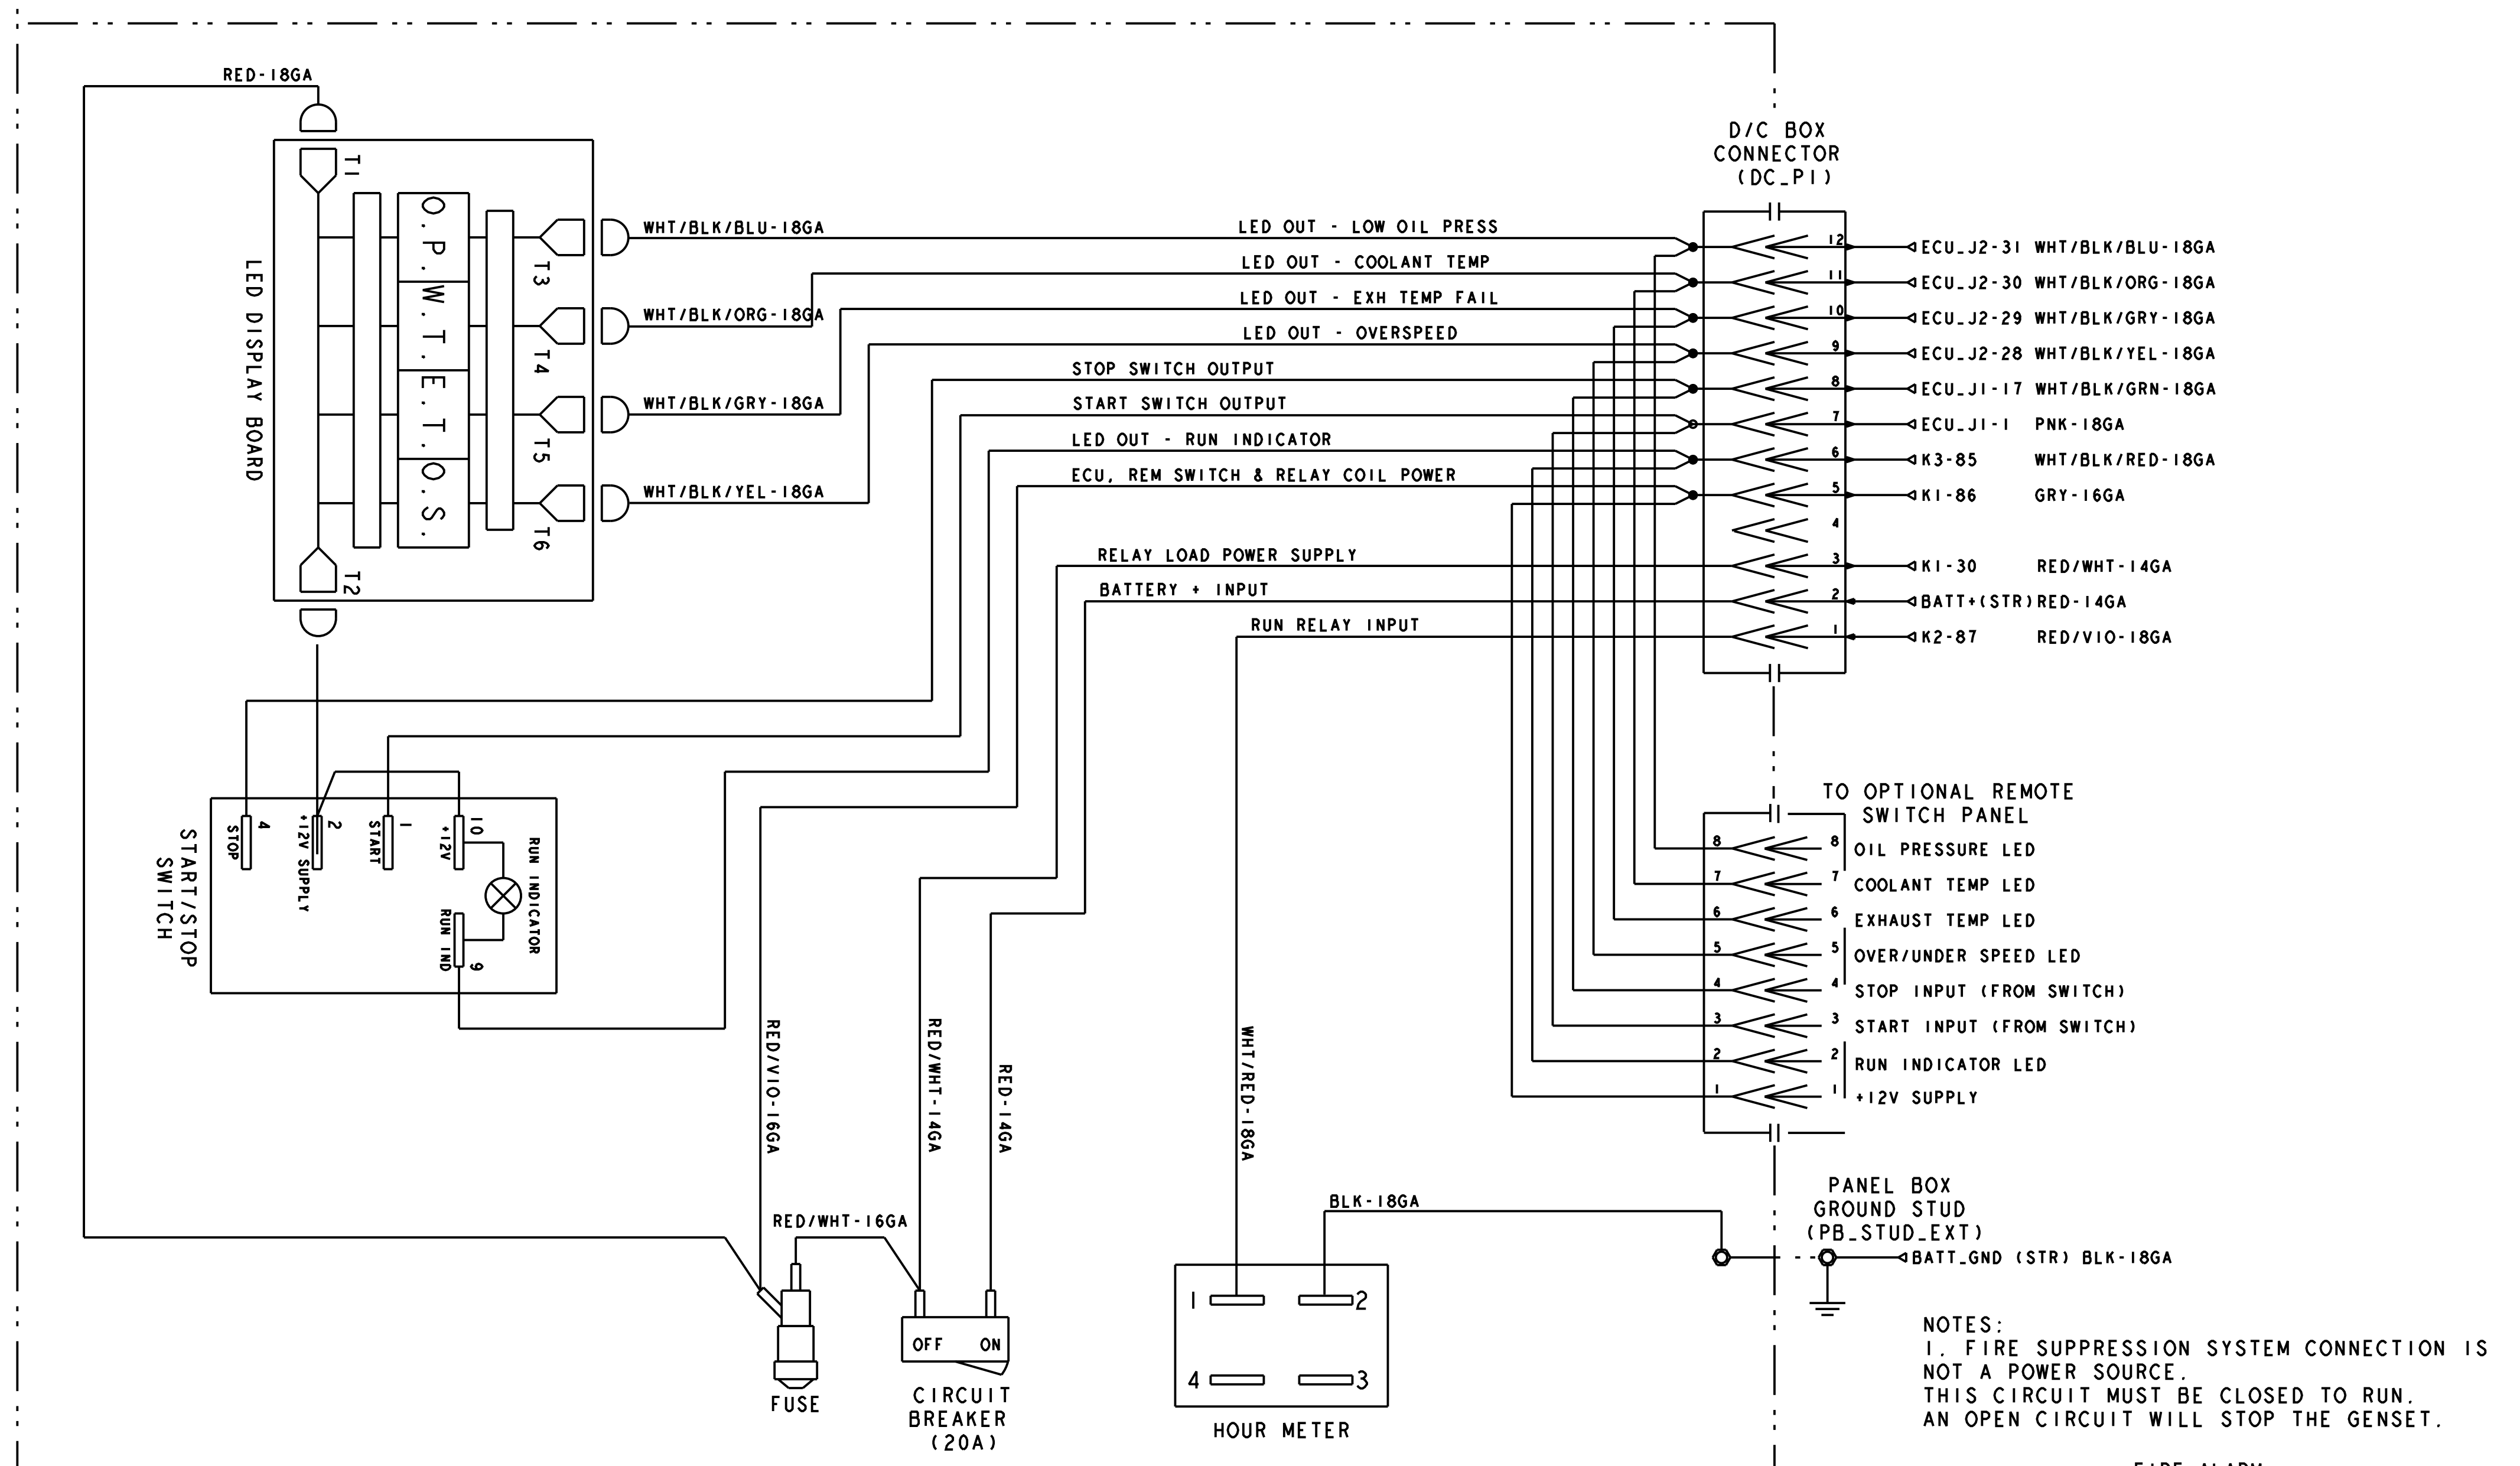 RED-18GA
D/C BOX
CONNECTOR
(DC_P1)
T1
O.P.
W.T.
E.T.
O.S.
T3
T4
T5
T6
T2
LED DISPLAY BOARD
WHT/BLK/BLU-18GA
WHT/BLK/ORG-18GA
WHT/BLK/GRY-18GA
WHT/BLK/YEL-18GA
LED OUT - LOW OIL PRESS
LED OUT - COOLANT TEMP
LED OUT - EXH TEMP FAIL
LED OUT - OVERSPEED
STOP SWITCH OUTPUT
START SWITCH OUTPUT
LED OUT - RUN INDICATOR
ECU, REM SWITCH & RELAY COIL POWER
RELAY LOAD POWER SUPPLY
BATTERY + INPUT
RUN RELAY INPUT
12 ECU_J2-31 WHT/BLK/BLU-18GA
11 ECU_J2-30 WHT/BLK/ORG-18GA
10 ECU_J2-29 WHT/BLK/GRY-18GA
9 ECU_J2-28 WHT/BLK/YEL-18GA
8 ECU_J1-17 WHT/BLK/GRN-18GA
7 ECU_J1-1 PNK-18GA
6 K3-85 WHT/BLK/RED-18GA
5 K1-86 GRY-16GA
4
3 K1-30 RED/WHT-14GA
2 BATT+(STR) RED-14GA
1 K2-87 RED/VIO-18GA
START/STOP
SWITCH
4
STOP
2
+12V SUPPLY
1
START
10
+12V
RUN INDICATOR
RUN IND
9
TO OPTIONAL REMOTE
SWITCH PANEL
8 8 OIL PRESSURE LED
7 7 COOLANT TEMP LED
6 6 EXHAUST TEMP LED
5 5 OVER/UNDER SPEED LED
4 4 STOP INPUT (FROM SWITCH)
3 3 START INPUT (FROM SWITCH)
2 2 RUN INDICATOR LED
1 1 +12V SUPPLY
RED/VIO-16GA
RED/WHT-14GA
RED-14GA
WHT/RED-18GA
RED/WHT-16GA
BLK-18GA
PANEL BOX
GROUND STUD
(PB_STUD_EXT)
BATT_GND (STR) BLK-18GA
FUSE
OFF ON
CIRCUIT
BREAKER
(20A)
1 2
4 3
HOUR METER
NOTES:
1. FIRE SUPPRESSION SYSTEM CONNECTION IS
NOT A POWER SOURCE.
THIS CIRCUIT MUST BE CLOSED TO RUN.
AN OPEN CIRCUIT WILL STOP THE GENSET.
FIRE ALARM